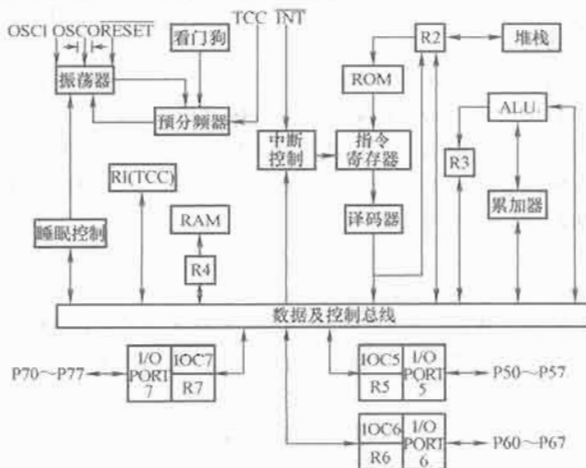 OSCI OSCO RESET
TCC INT
看门狗
R2
堆栈
振荡器
ROM
预分频器
ALU
中断
控制
指令
寄存器
R3
RI(TCC)
RAM
累加器
译码器
睡眠控制
R4
数据及控制总线
P70～P77
I/O
PORT
7
IOC7
R7
IOC5
R5
I/O
PORT
5
P50～P57
IOC6
R6
I/O
PORT
6
P60～P67